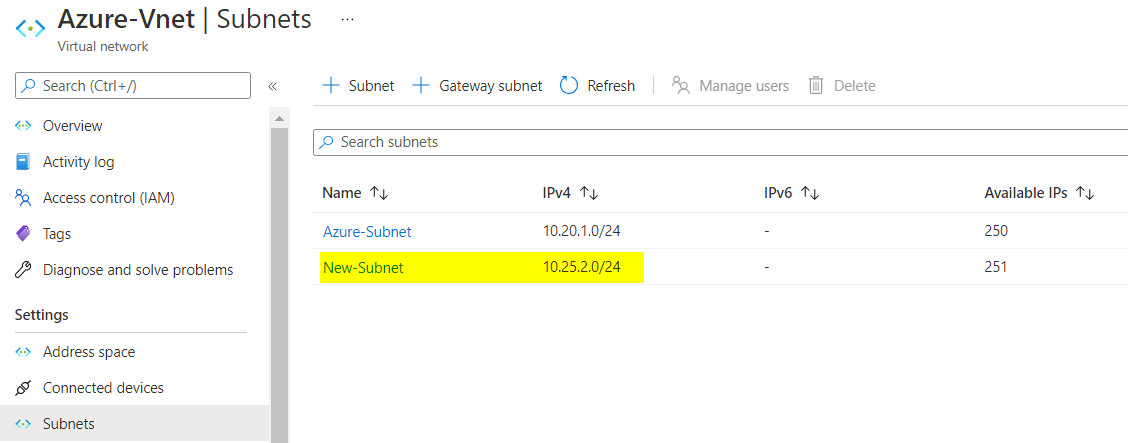 Azure-Vnet | Subnets ...
Virtual network
Search (Ctrl+/) «
Overview
Activity log
Access control (IAM)
Tags
Diagnose and solve problems
Settings
Address space
Connected devices
Subnets
+ Subnet + Gateway subnet Refresh Manage users Delete
Search subnets
Name ↑↓ IPv4 ↑↓ IPv6 ↑↓ Available IPs ↑↓
Azure-Subnet 10.20.1.0/24 - 250
New-Subnet 10.25.2.0/24 - 251